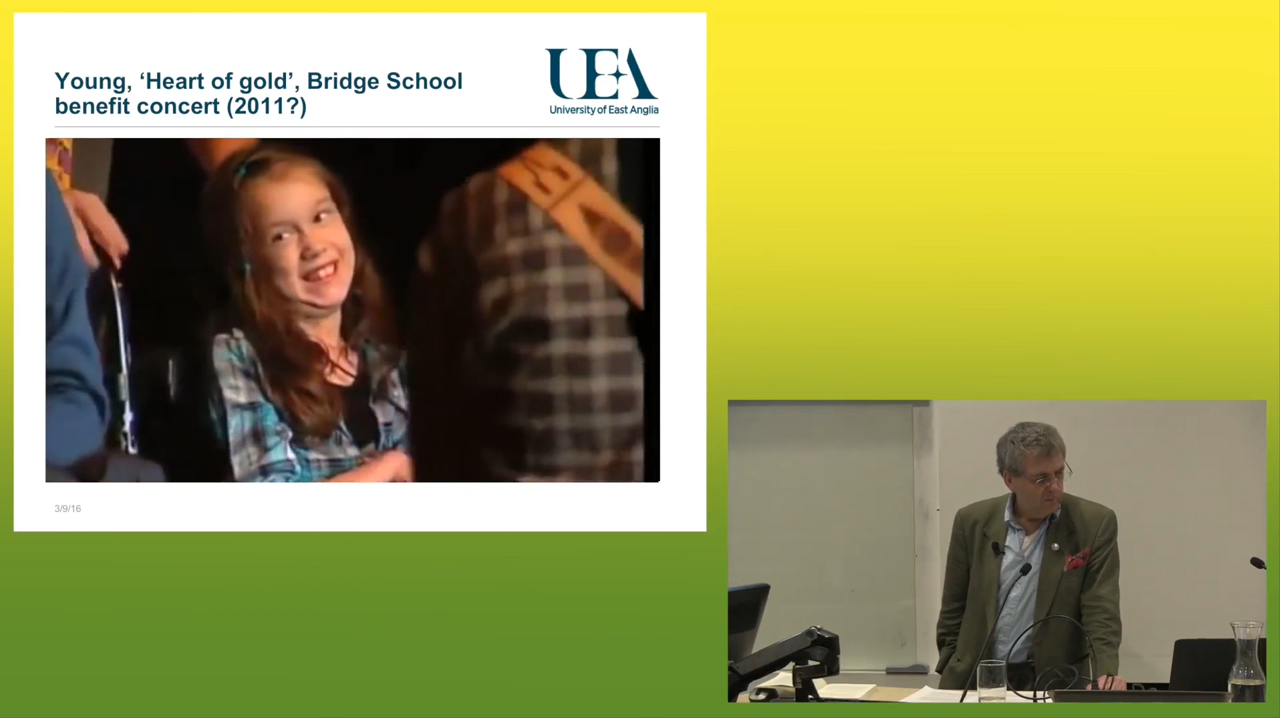 Young, ‘Heart of gold’, Bridge School
benefit concert (2011?)
UEA
University of East Anglia
3/9/16